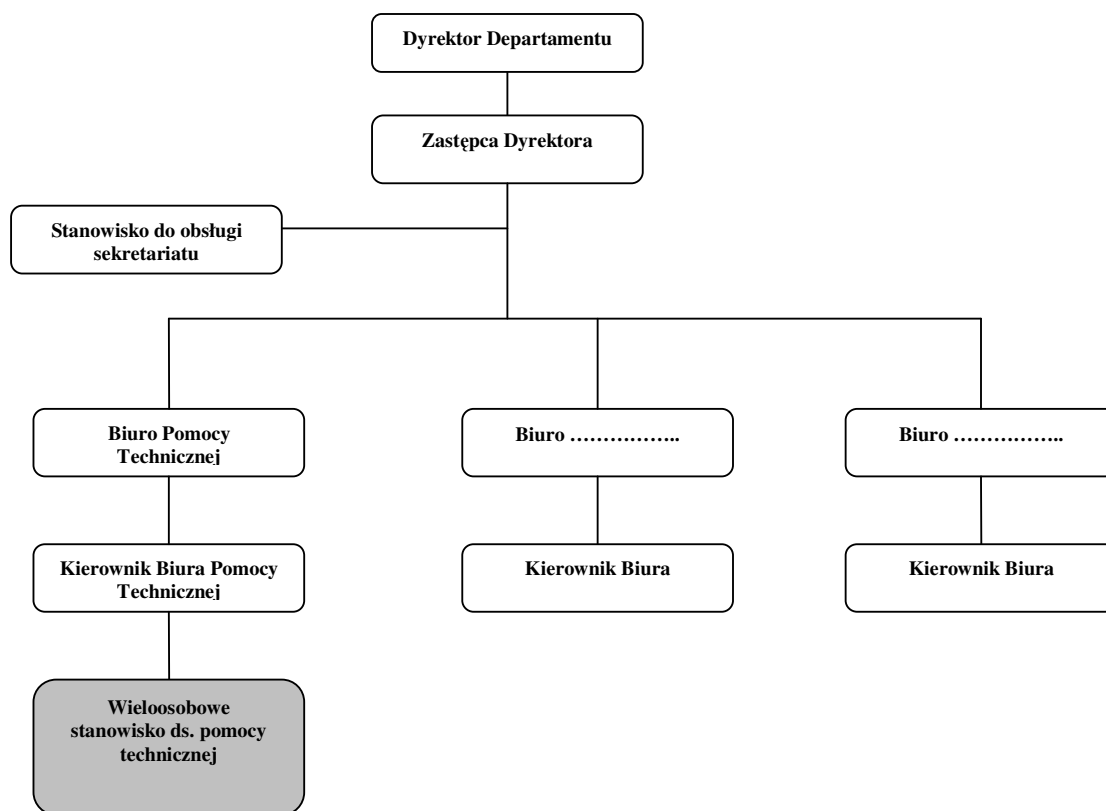 Dyrektor Departamentu
Zastępca Dyrektora
Stanowisko do obsługi
sekretariatu
Biuro Pomocy
Technicznej
Biuro ……………..
Biuro ……………..
Kierownik Biura Pomocy
Technicznej
Kierownik Biura
Kierownik Biura
Wieloosobowe
stanowisko ds. pomocy
technicznej